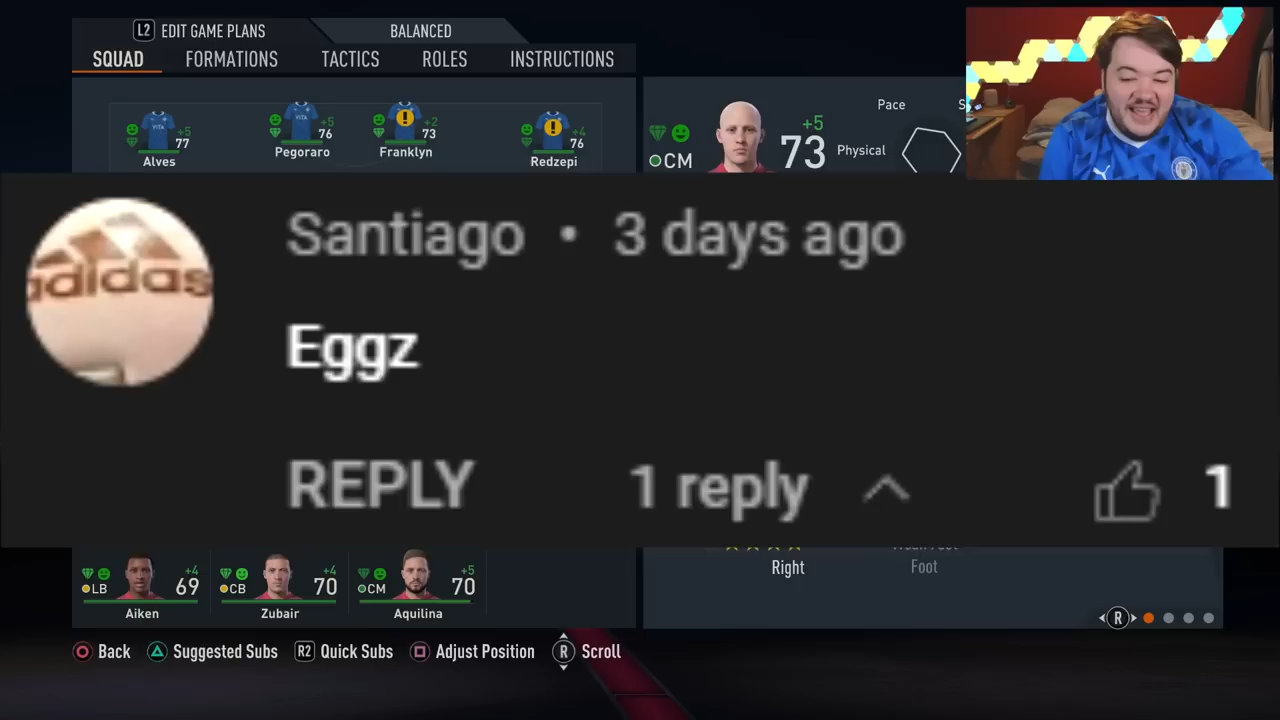 L2 EDIT GAME PLANS BALANCED
SQUAD FORMATIONS TACTICS ROLES INSTRUCTIONS
+5 77 Alves
+5 76 Pegoraro
+2 73 Franklyn
+4 76 Redzepi
CM +5 73 Physical
Pace
adidas
Santiago • 3 days ago
Eggz
REPLY 1 reply 1
LB +4 69 Aiken
CB +4 70 Zubair
CM +5 70 Aquilina
Right
Foot
R
Back Suggested Subs R2 Quick Subs Adjust Position R Scroll